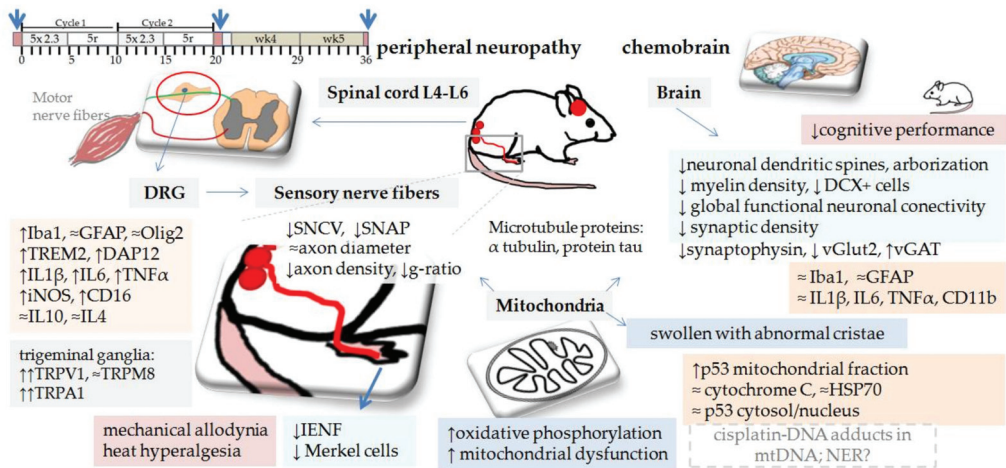 Cycle 1 Cycle 2
5x 2.3 5r 5x 2.3 5r wk4 wk5
0 5 10 15 20 22 29 36
peripheral neuropathy
chemobrain
Motor
nerve fibers
Spinal cord L4-L6
Brain
↓cognitive performance
DRG
Sensory nerve fibers
↓neuronal dendritic spines, arborization
↓ myelin density, ↓ DCX+ cells
↓ global functional neuronal conectivity
↓ synaptic density
↓synaptophysin, ↓ vGlut2, ↑vGAT
↑Iba1, ≈GFAP, ≈Olig2
↑TREM2, ↑DAP12
↑IL1β, ↑IL6, ↑TNFα
↑iNOS, ↑CD16
≈IL10, ≈IL4
↓SNCV, ↓SNAP
≈axon diameter
↓axon density, ↓g-ratio
Microtubule proteins:
α tubulin, protein tau
≈ Iba1, ≈GFAP
≈ IL1β, IL6, TNFα, CD11b
Mitochondria
swollen with abnormal cristae
trigeminal ganglia:
↑↑TRPV1, ≈TRPM8
↑↑TRPA1
↑p53 mitochondrial fraction
≈ cytochrome C, ≈HSP70
≈ p53 cytosol/nucleus
mechanical allodynia
heat hyperalgesia
↓IENF
↓ Merkel cells
↑oxidative phosphorylation
↑ mitochondrial dysfunction
cisplatin-DNA adducts in
mtDNA; NER?